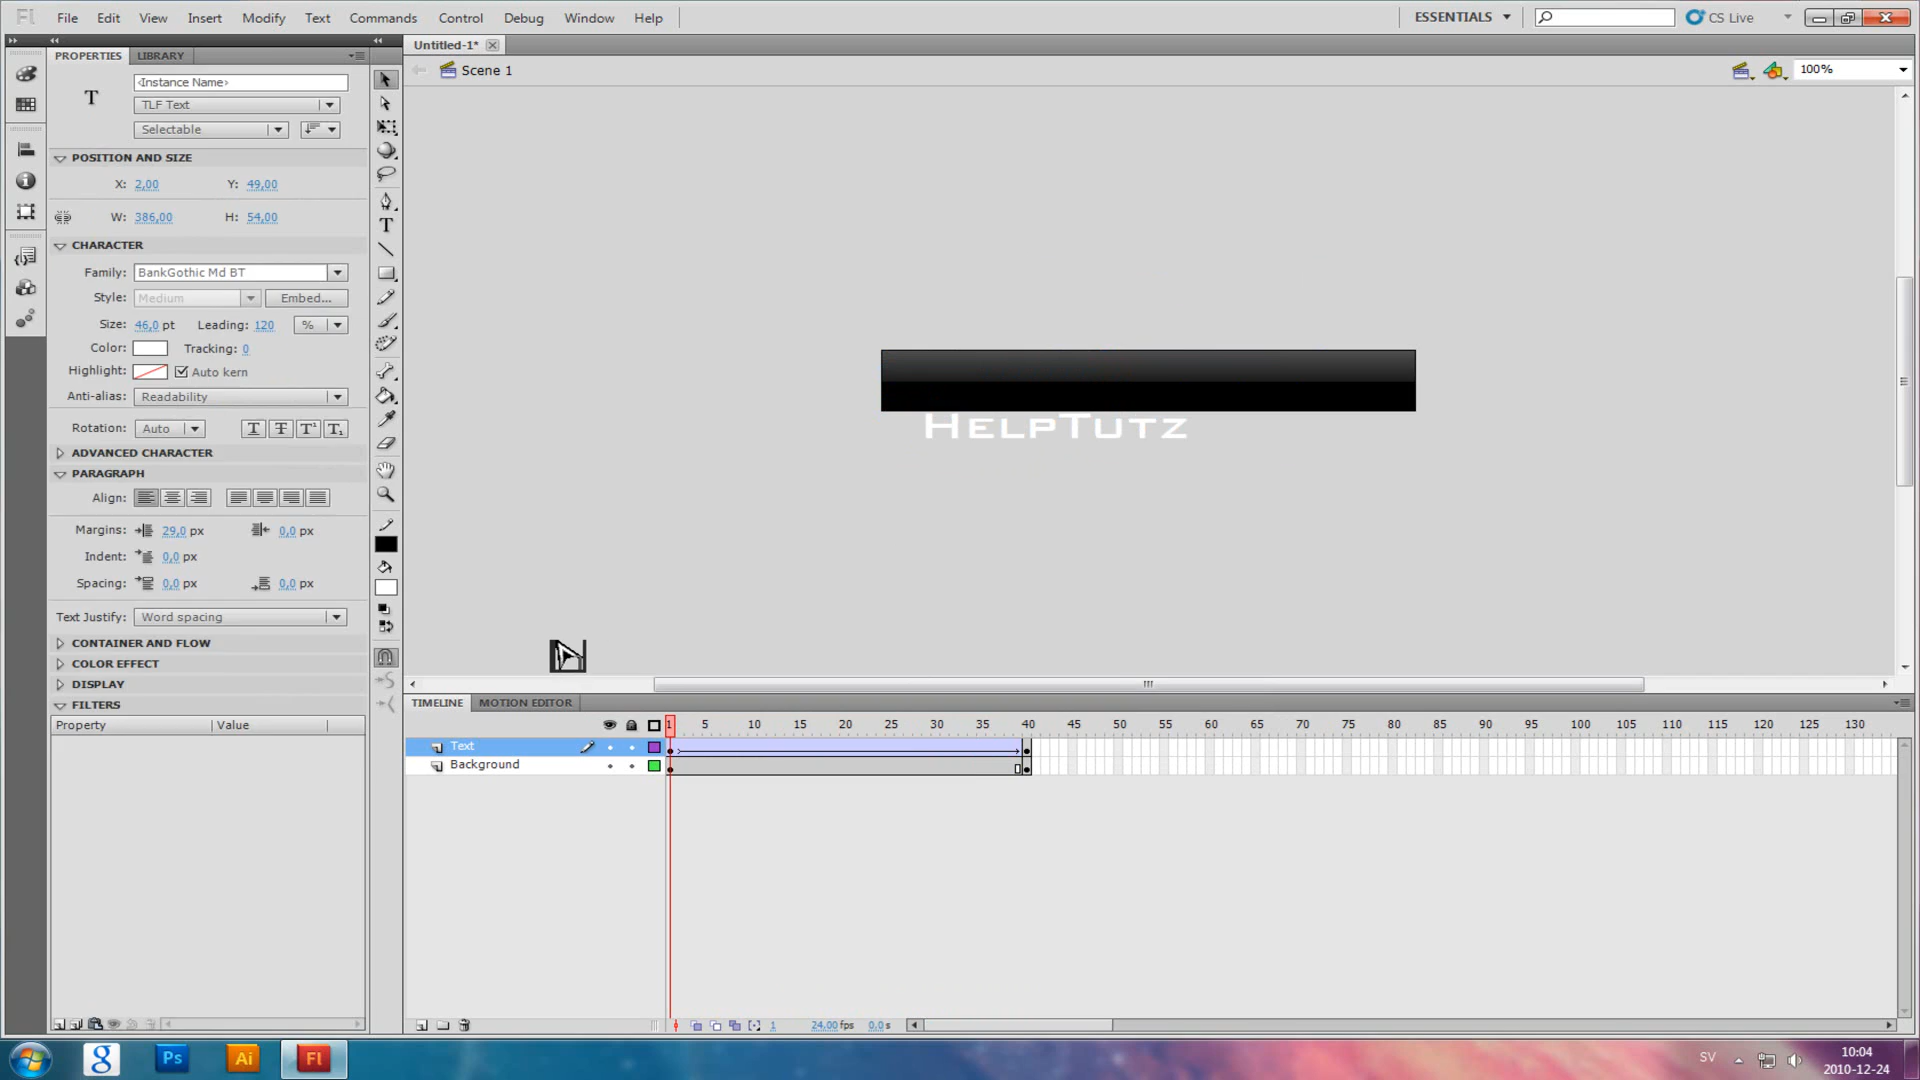 Fl File Edit View Insert Modify Text Commands Control Debug Window Help ESSENTIALS CS Live
PROPERTIES LIBRARY
Untitled-1*
Scene 1 100%
T <Instance Name>
TLF Text
Selectable
POSITION AND SIZE
X: 2,00 Y: 49,00
W: 386,00 H: 54,00
CHARACTER
Family: BankGothic Md BT
Style: Medium Embed...
Size: 46,0 pt Leading: 120 %
Color: Tracking: 0
Highlight: Auto kern
Anti-alias: Readability
Rotation: Auto
ADVANCED CHARACTER
PARAGRAPH
Align:
Margins: 29,0 px 0,0 px
Indent: 0,0 px
Spacing: 0,0 px 0,0 px
Text Justify: Word spacing
CONTAINER AND FLOW
COLOR EFFECT
DISPLAY
FILTERS
Property Value
HelpTutz
TIMELINE MOTION EDITOR
1 5 10 15 20 25 30 35 40 45 50 55 60 65 70 75 80 85 90 95 100 105 110 115 120 125 130
Text
Background
1 24,00 fps 0,0 s
g Ps Ai Fl
SV
10:04
2010-12-24